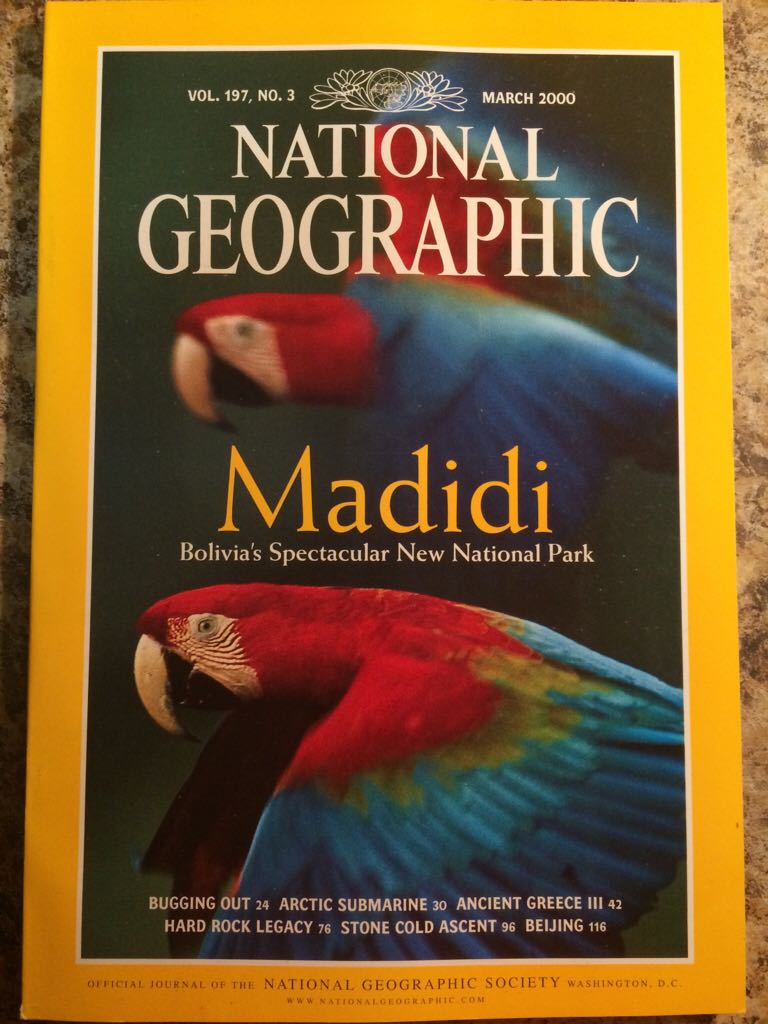 VOL. 197, NO. 3 MARCH 2000
NATIONAL
GEOGRAPHIC
Madidi
Bolivia's Spectacular New National Park
BUGGING OUT 24 ARCTIC SUBMARINE 30 ANCIENT GREECE III 42
HARD ROCK LEGACY 76 STONE COLD ASCENT 96 BEIJING 116
OFFICIAL JOURNAL OF THE NATIONAL GEOGRAPHIC SOCIETY WASHINGTON, D.C.
WWW.NATIONALGEOGRAPHIC.COM